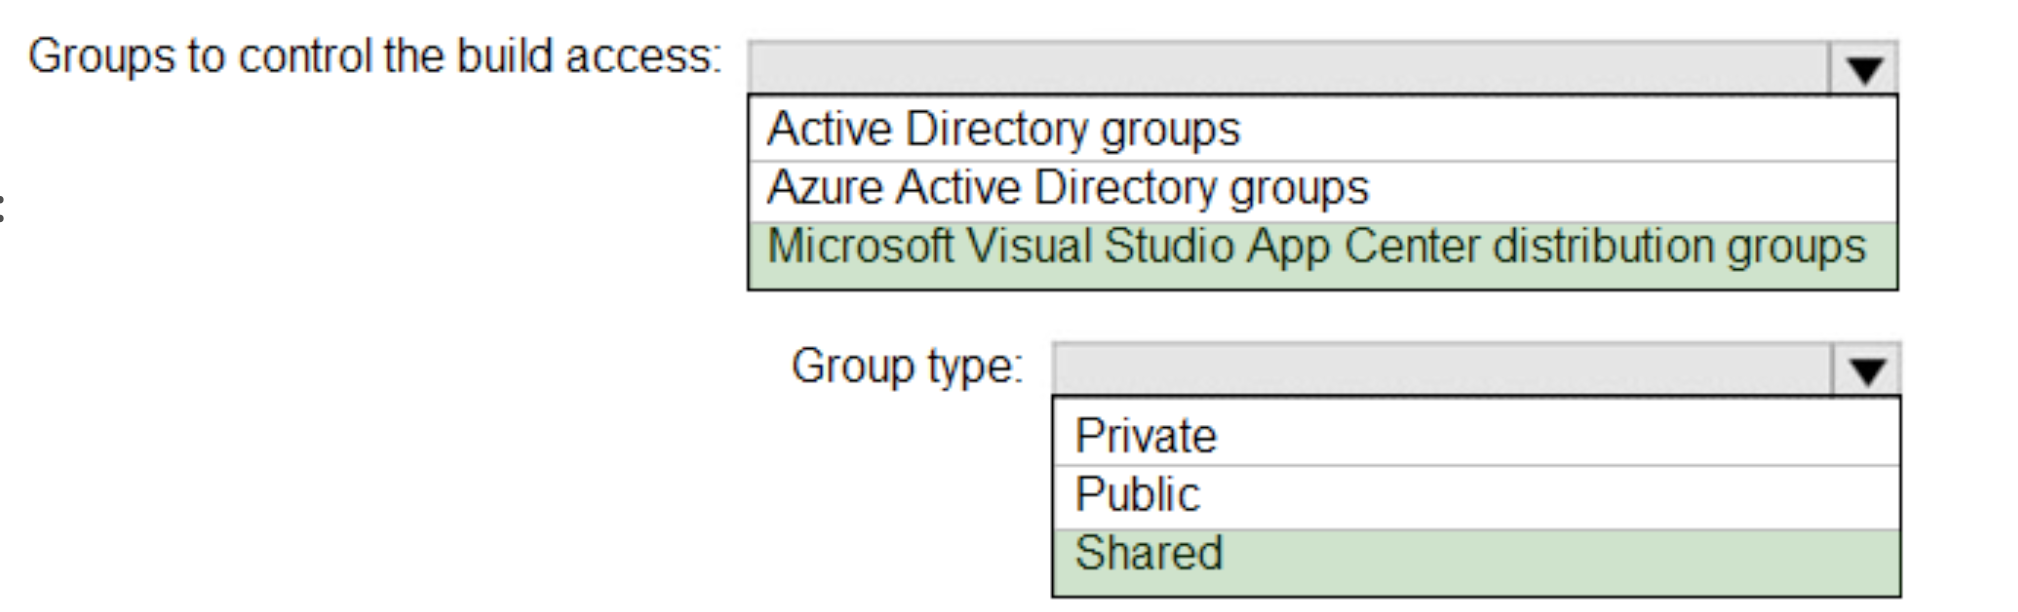 Groups to control the build access:
Active Directory groups
Azure Active Directory groups
:
Microsoft Visual Studio App Center distribution groups
Group type:
Private
Public
Shared